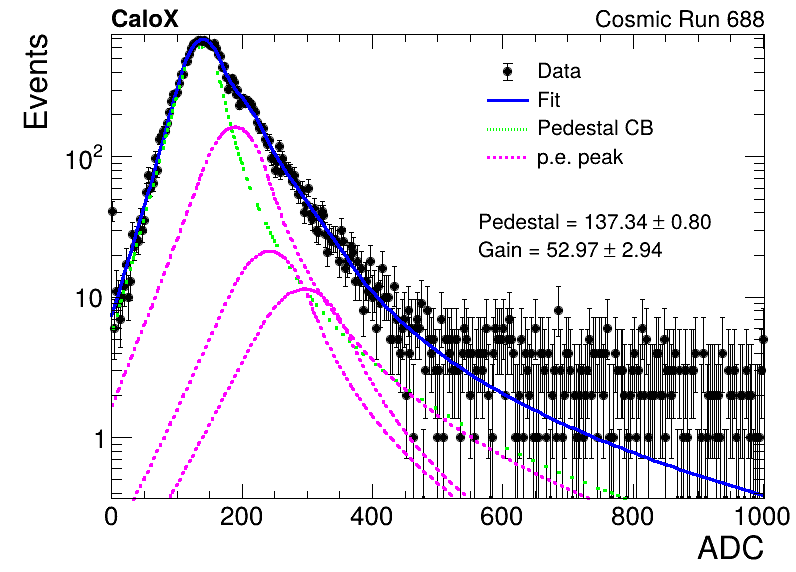 CaloX Cosmic Run 688
Events
Data
Fit
Pedestal CB
p.e. peak
Pedestal = 137.34 ± 0.80
Gain = 52.97 ± 2.94
10²
10
1
0 200 400 600 800 1000
ADC